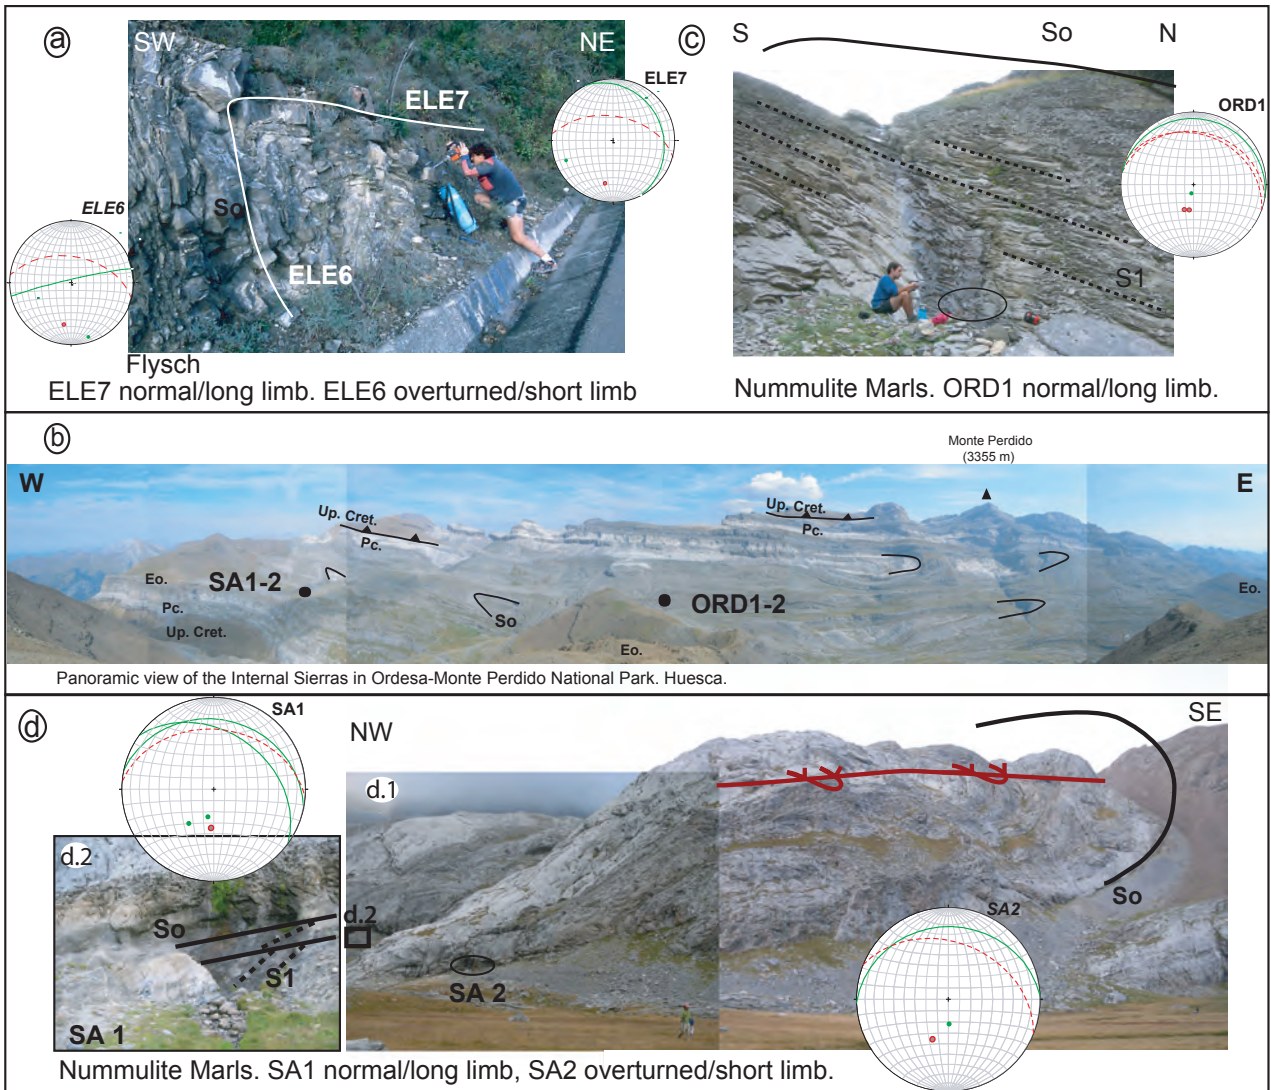 a
SW
NE
ELE7
ELE7
ELE6
So
ELE6
Flysch
ELE7 normal/long limb. ELE6 overturned/short limb
c
S
So
N
ORD1
S1
Nummulite Marls. ORD1 normal/long limb.
b
Monte Perdido
(3355 m)
W
E
Up. Cret.
Pc.
Up. Cret.
Pc.
Eo.
SA1-2
Pc.
Up. Cret.
So
ORD1-2
Eo.
Eo.
Panoramic view of the Internal Sierras in Ordesa-Monte Perdido National Park. Huesca.
d
SA1
NW
SE
d.1
d.2
So
d.2
S1
SA 1
SA 2
So
SA2
Nummulite Marls. SA1 normal/long limb, SA2 overturned/short limb.